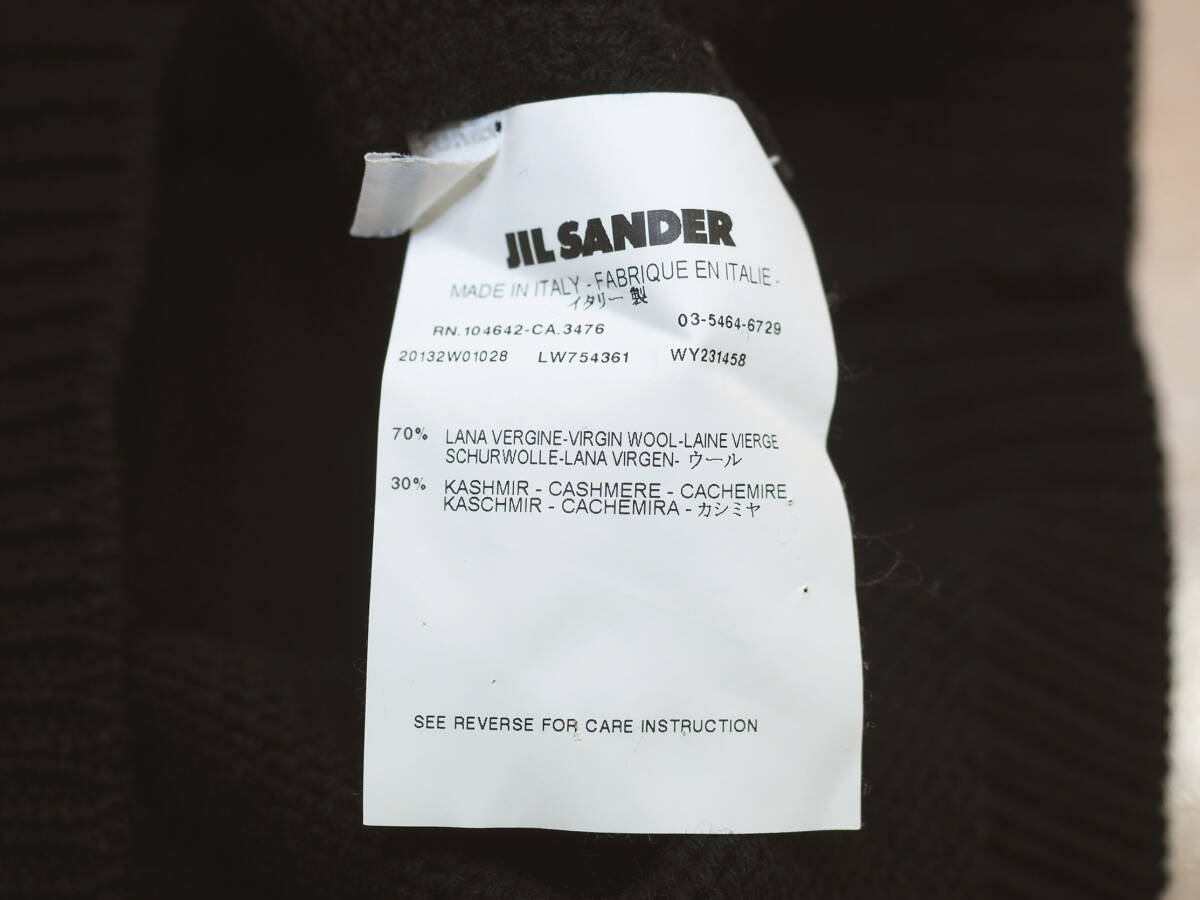 JIL SANDER
MADE IN ITALY - FABRIQUE EN ITALIE -
イタリー 製
RN.104642-CA.3476 03-5464-6729
20132W01028 LW754361 WY231458
70% LANA VERGINE-VIRGIN WOOL-LAINE VIERGE
SCHURWOLLE-LANA VIRGEN- ウール
30% KASHMIR - CASHMERE - CACHEMIRE
KASCHMIR - CACHEMIRA - カシミヤ
SEE REVERSE FOR CARE INSTRUCTION